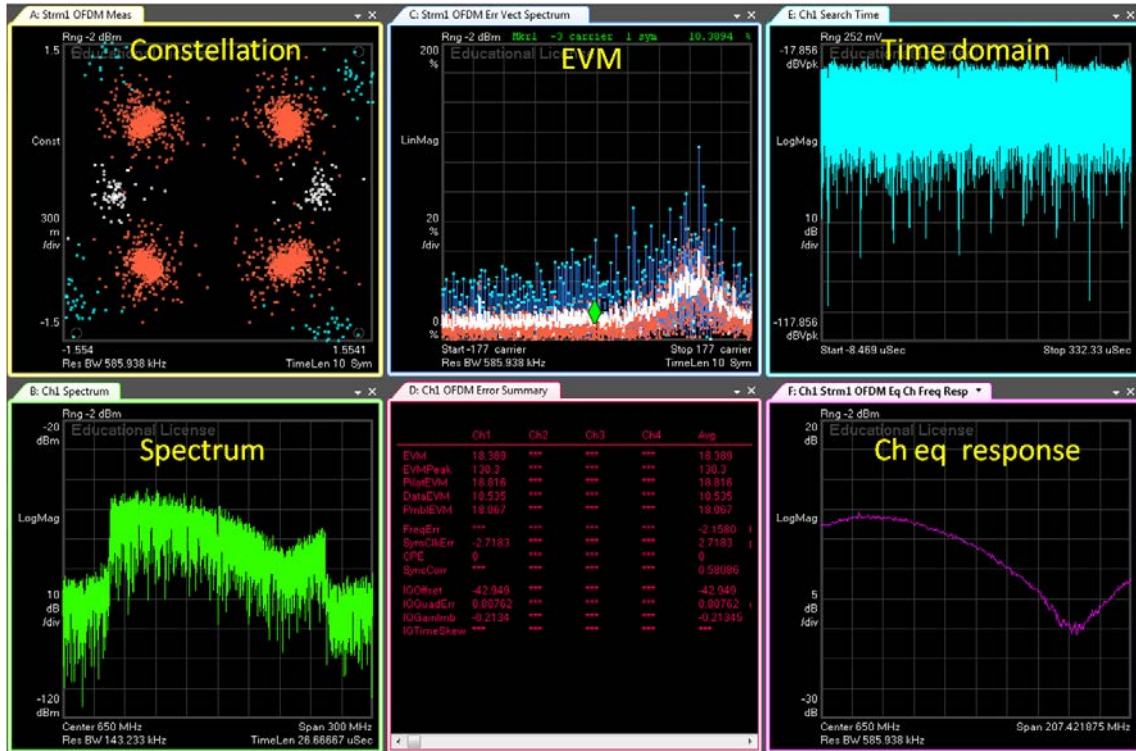 A: Strm1 OFDM Meas
Rng -2 dBm
1.5
Educational License
Constellation
Const
300
m
/div
-1.5
-1.554
1.5541
Res BW 585.938 kHz
TimeLen 10 Sym
C: Strm1 OFDM Err Vect Spectrum
Rng -2 dBm
Mkr1 -3 carrier 1 sym 10.3894 %
200
%
Educational License
EVM
LinMag
20
%
/div
0
%
Start -177 carrier
Stop 177 carrier
Res BW 585.938 kHz
TimeLen 10 Sym
E: Ch1 Search Time
Rng 252 mV
-17.856
dBVpk
Educational License
Time domain
LogMag
10
dB
/div
-117.856
dBVpk
Start -8.469 uSec
Stop 332.33 uSec
B: Ch1 Spectrum
Rng -2 dBm
-20
dBm
Educational License
Spectrum
LogMag
10
dB
/div
-120
dBm
Center 650 MHz
Span 300 MHz
Res BW 143.233 kHz
TimeLen 26.66667 uSec
D: Ch1 OFDM Error Summary
Ch1 Ch2 Ch3 Ch4 Avg
EVM 18.389 *** *** *** 18.389
EVMPeak 130.3 *** *** *** 130.3
PilotEVM 18.816 *** *** *** 18.816
DataEVM 18.535 *** *** *** 18.535
PmblEVM 18.067 *** *** *** 18.067
FreqErr *** *** *** *** -2.1580
SymClkErr -2.7183 *** *** *** 2.7183
CPE 0 *** *** *** 0
SyncCorr *** *** *** 0.58086
IQOffset -42.949 *** *** *** -42.949
IQQuadErr 0.80762 *** *** *** 0.80762
IQGainImb -0.2134 *** *** *** -0.21345
IQTimeSkew *** *** *** *** ***
F: Ch1 Strm1 OFDM Eq Ch Freq Resp
Rng -2 dBm
20
dB
Educational License
Ch eq response
LogMag
5
dB
/div
-30
dB
Center 650 MHz
Span 207.421875 MHz
Res BW 585.938 kHz